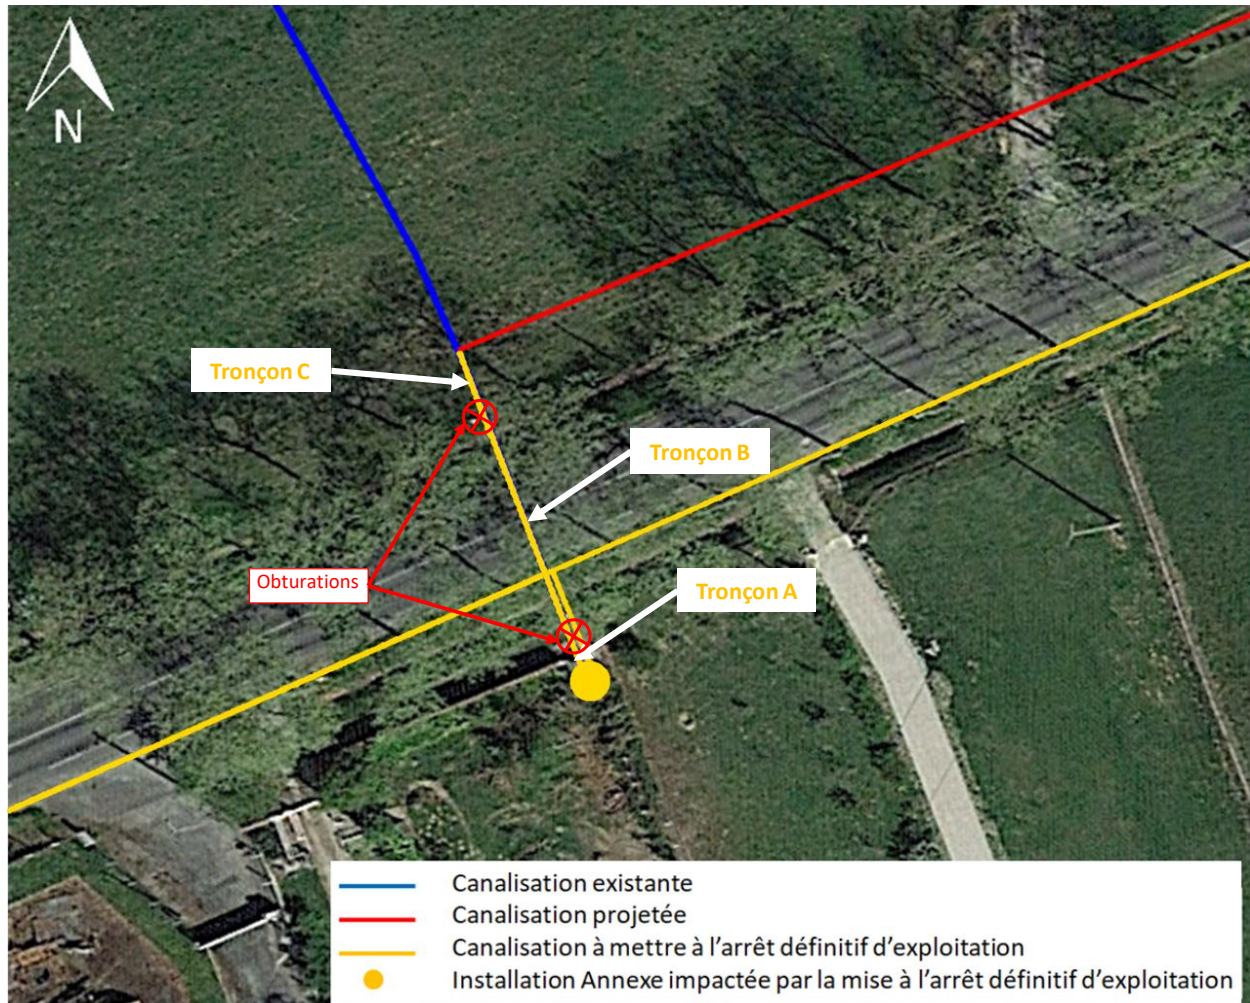 N
Tronçon C
Tronçon B
Obturations
Tronçon A
Canalisation existante
Canalisation projetée
Canalisation à mettre à l’arrêt définitif d’exploitation
Installation Annexe impactée par la mise à l’arrêt définitif d’exploitation